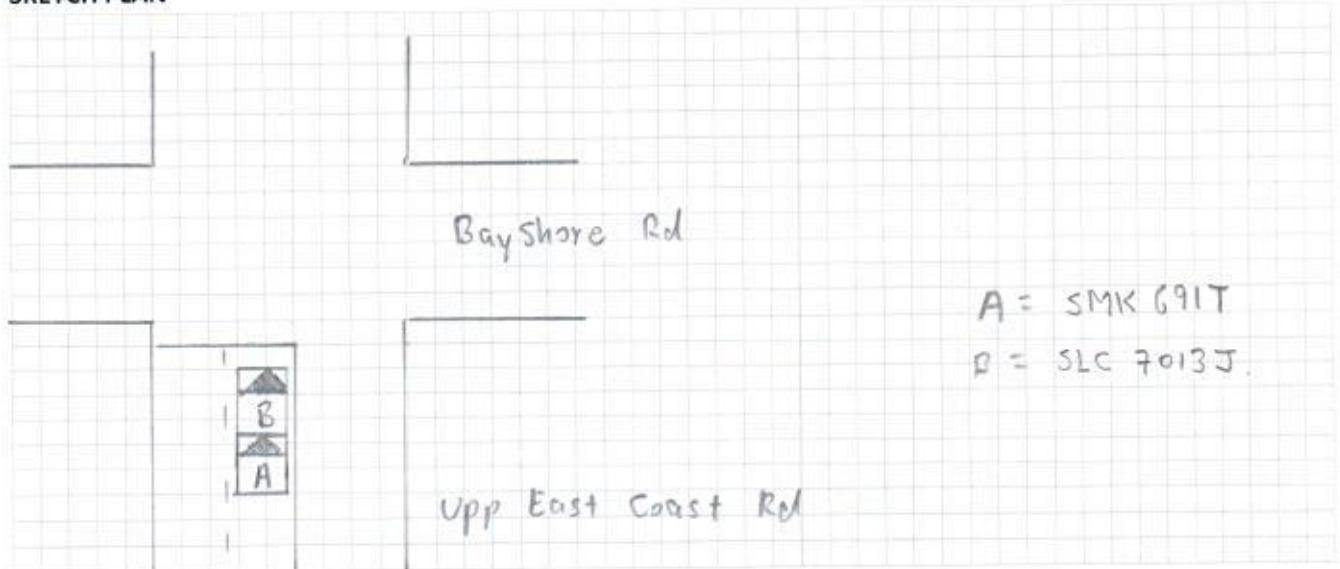 SKETCH PLAN
Bayshore Rd
A = SMK 691T
B = SLC 7013J.
B
A
Upp East Coast Rd